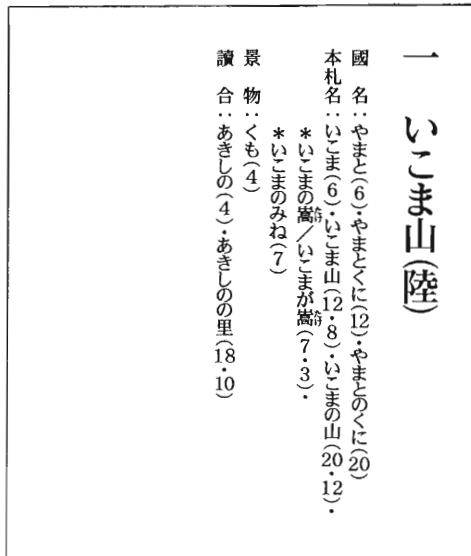 一　いこま山(陸)
國　名：やまと(6)・やまとくに(12)・やまとのくに(20)
本札名：いこま(6)・いこま山(12・8)・いこまの山(20・12)・
＊いこまの嵩たけ／いこまが嵩たけ(7・3)・
＊いこまのみね(7)
景　物：くも(4)
讀　合：あきしの(4)・あきしのの里(18・10)